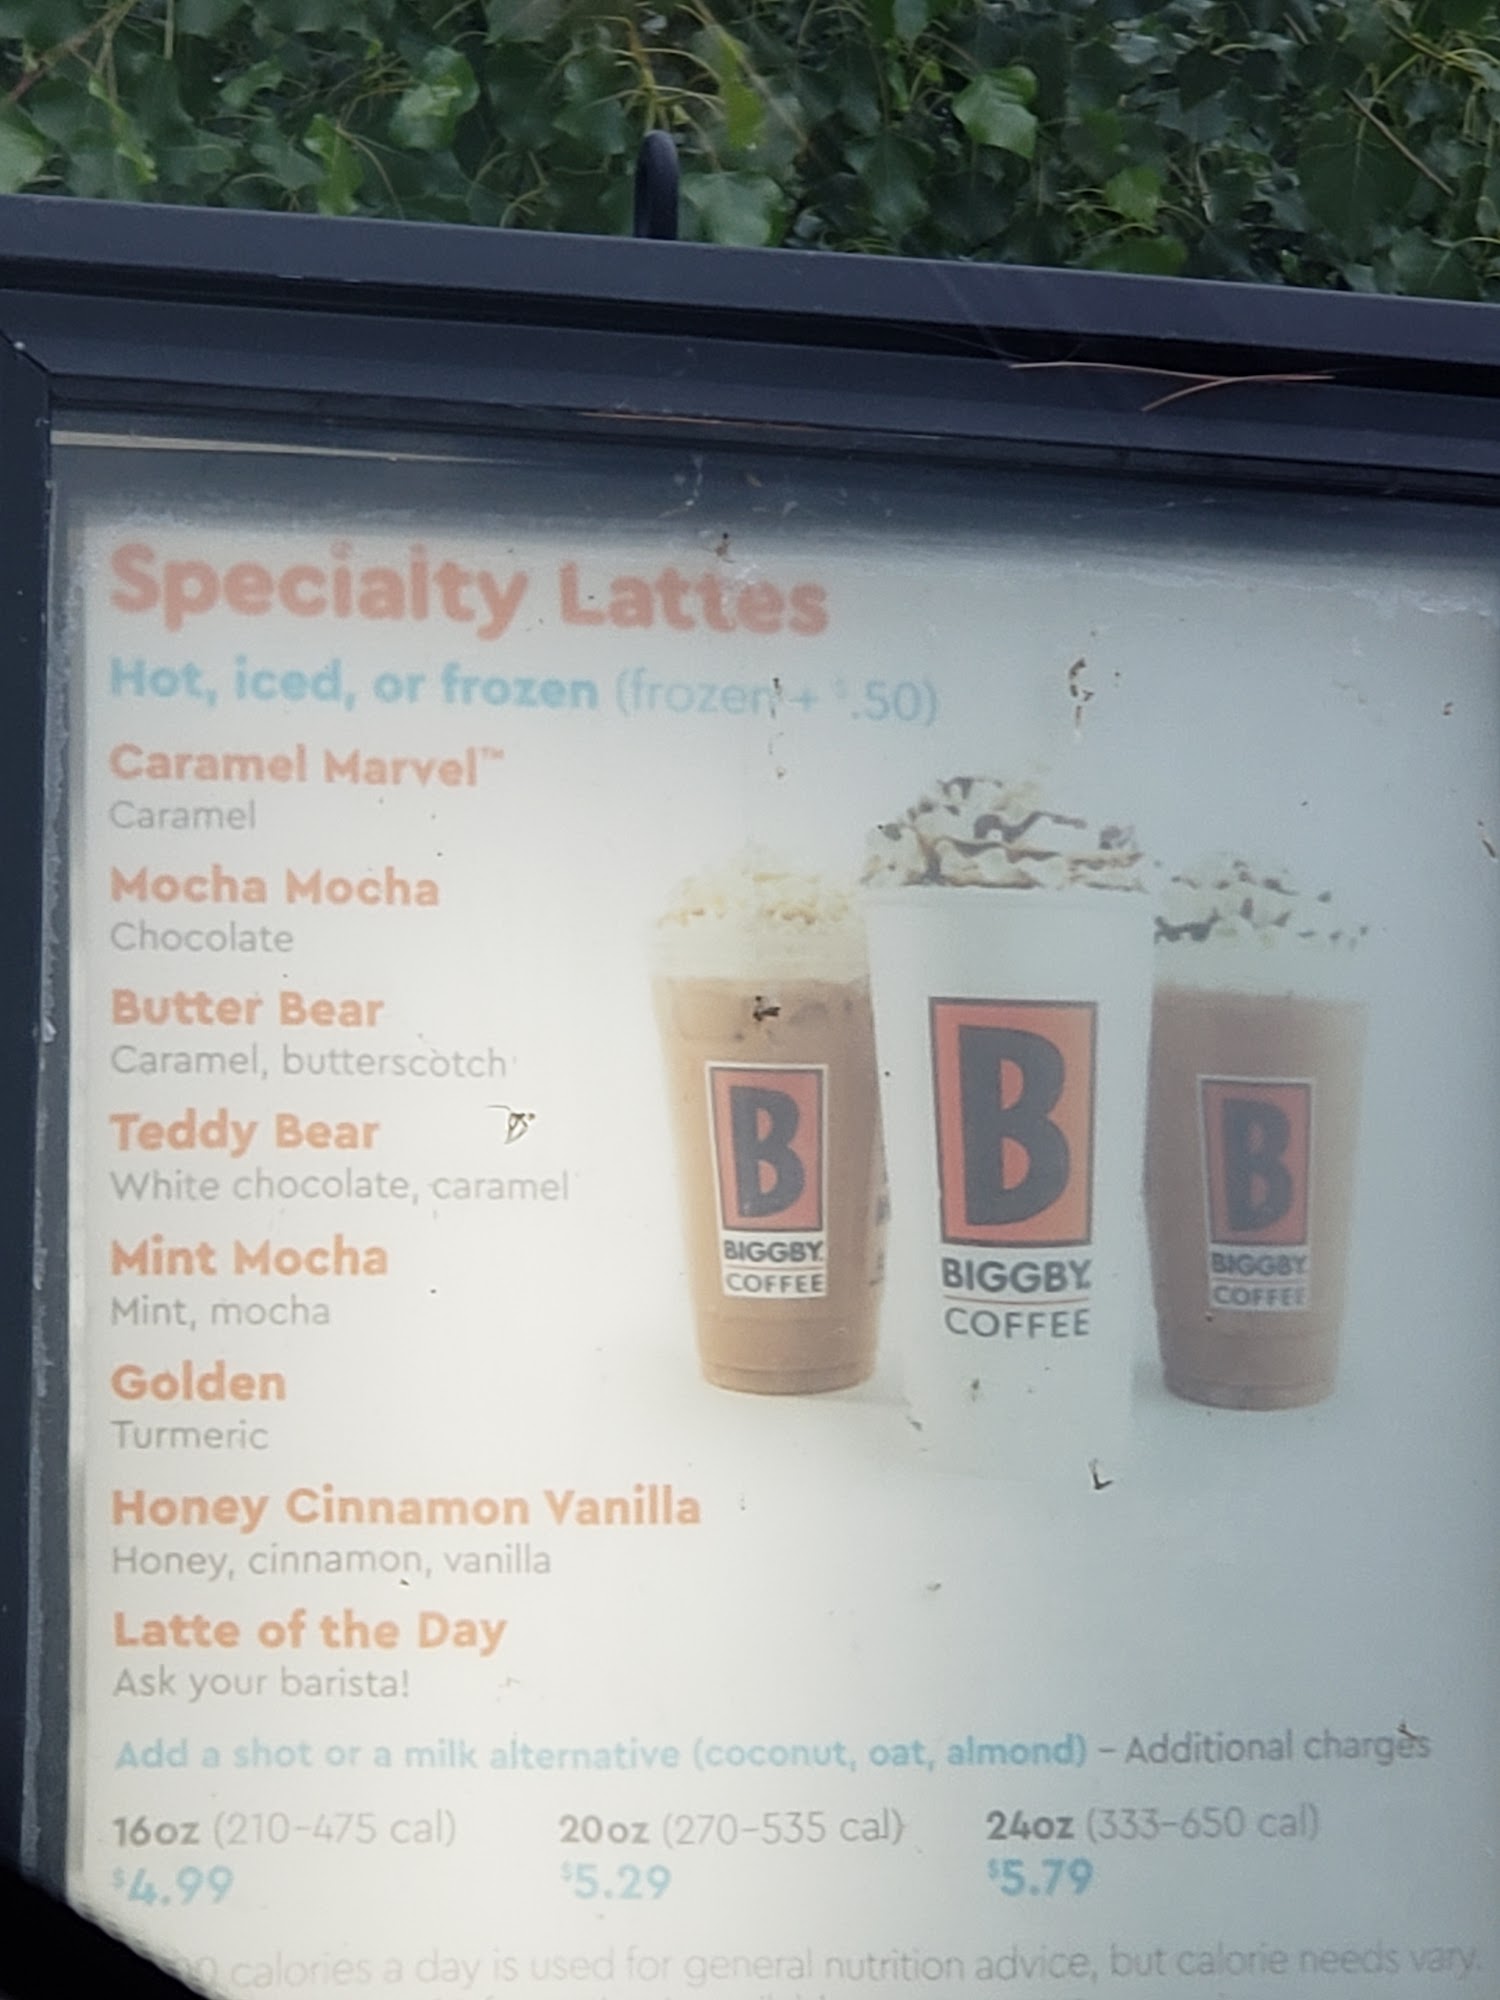 Specialty Lattes
Hot, iced, or frozen (frozen + $.50)
Caramel Marvel™
Caramel
Mocha Mocha
Chocolate
Butter Bear
Caramel, butterscotch
Teddy Bear
White chocolate, caramel
Mint Mocha
Mint, mocha
Golden
Turmeric
Honey Cinnamon Vanilla
Honey, cinnamon, vanilla
Latte of the Day
Ask your barista!
B
BIGGBY
COFFEE
B
BIGGBY
COFFEE
B
BIGGBY
COFFEE
Add a shot or a milk alternative (coconut, oat, almond) – Additional charges
16oz (210–475 cal) 20oz (270–535 cal) 24oz (333–650 cal)
$4.99 $5.29 $5.79
calories a day is used for general nutrition advice, but calorie needs vary.